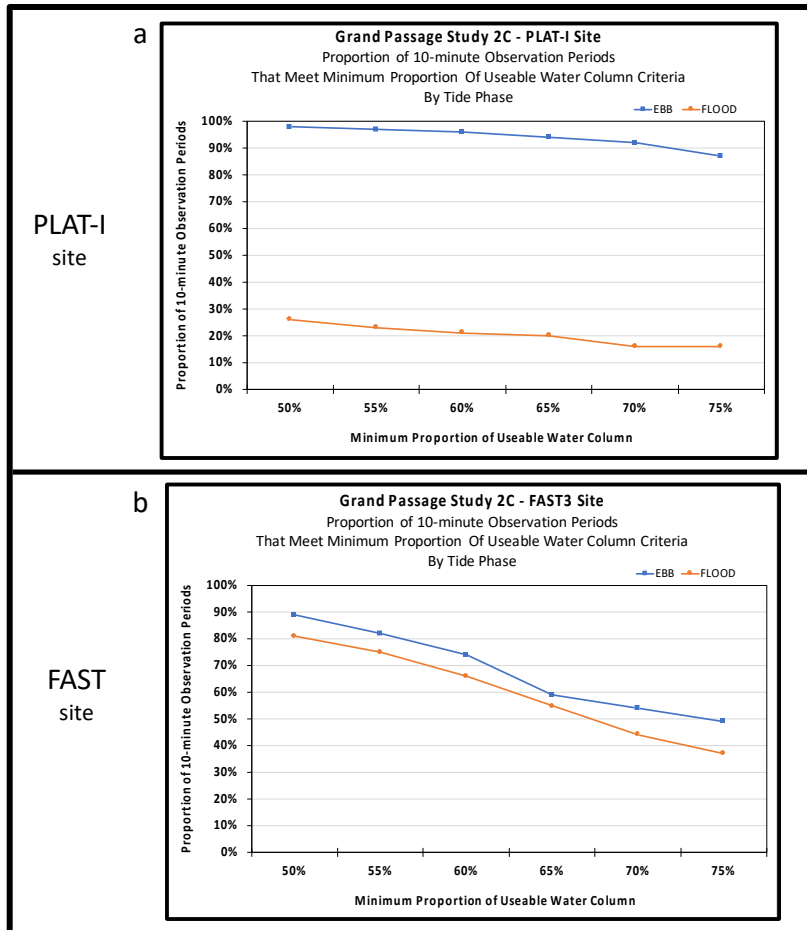 a
Grand Passage Study 2C - PLAT-I Site
Proportion of 10-minute Observation Periods
That Meet Minimum Proportion Of Useable Water Column Criteria
By Tide Phase
EBB FLOOD
PLAT-I
site
Proportion of 10-minute Observation Periods
100%
90%
80%
70%
60%
50%
40%
30%
20%
10%
0%
50% 55% 60% 65% 70% 75%
Minimum Proportion of Useable Water Column
b
Grand Passage Study 2C - FAST3 Site
Proportion of 10-minute Observation Periods
That Meet Minimum Proportion Of Useable Water Column Criteria
By Tide Phase
EBB FLOOD
FAST
site
Proportion of 10-minute Observation Periods
100%
90%
80%
70%
60%
50%
40%
30%
20%
10%
0%
50% 55% 60% 65% 70% 75%
Minimum Proportion of Useable Water Column